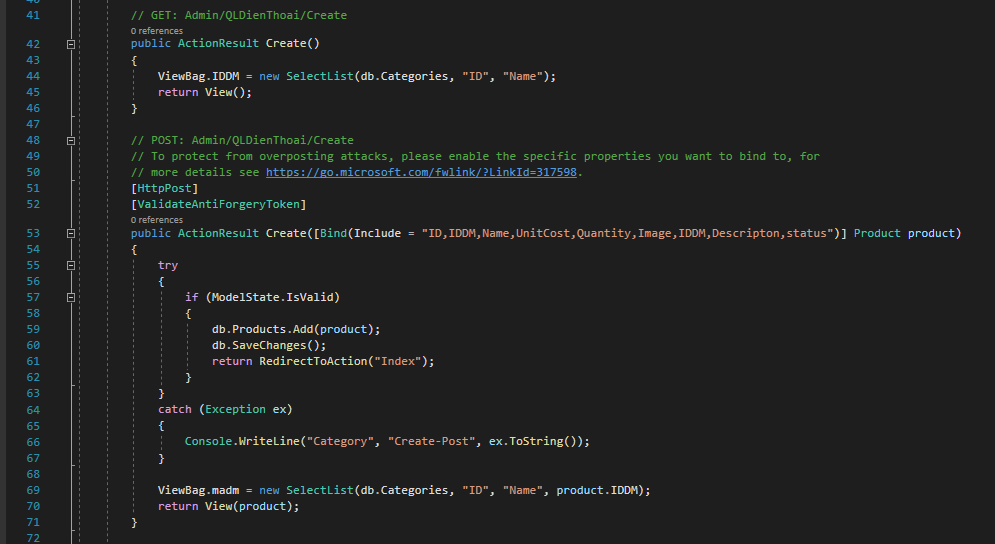 41 // GET: Admin/QLDienThoai/Create
0 references
42 public ActionResult Create()
43 {
44 ViewBag.IDDM = new SelectList(db.Categories, "ID", "Name");
45 return View();
46 }
47
48 // POST: Admin/QLDienThoai/Create
49 // To protect from overposting attacks, please enable the specific properties you want to bind to, for
50 // more details see https://go.microsoft.com/fwlink/?LinkId=317598.
51 [HttpPost]
52 [ValidateAntiForgeryToken]
0 references
53 public ActionResult Create([Bind(Include = "ID,IDDM,Name,UnitCost,Quantity,Image,IDDM,Descripton,status")] Product product)
54 {
55 try
56 {
57 if (ModelState.IsValid)
58 {
59 db.Products.Add(product);
60 db.SaveChanges();
61 return RedirectToAction("Index");
62 }
63 }
64 catch (Exception ex)
65 {
66 Console.WriteLine("Category", "Create-Post", ex.ToString());
67 }
68
69 ViewBag.madm = new SelectList(db.Categories, "ID", "Name", product.IDDM);
70 return View(product);
71 }
72